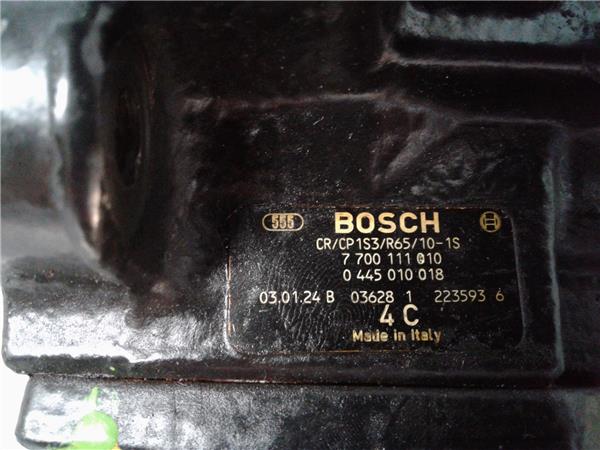 555 BOSCH
CR/CP1S3/R65/10-1S
7 700 111 010
0 445 010 018
03.01.24 B 03628 1 223593 6
4 C
Made in Italy